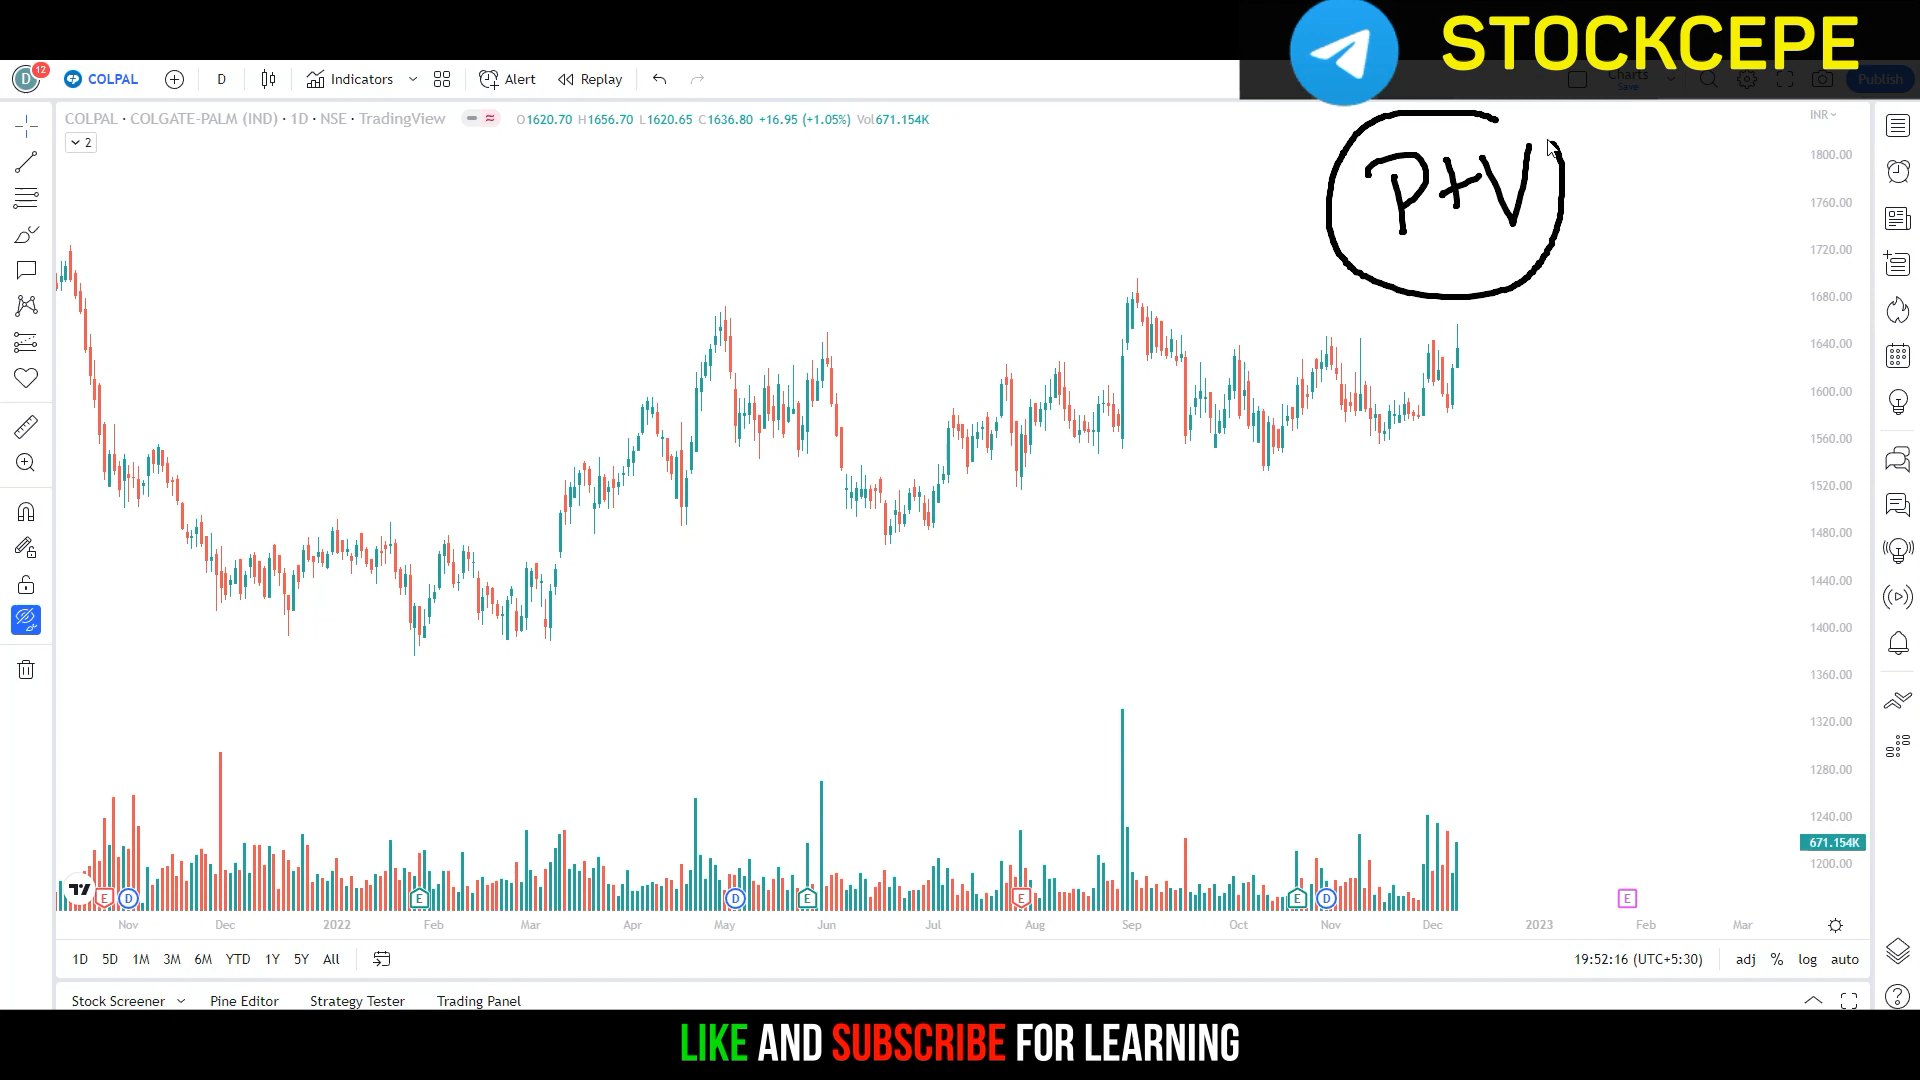 STOCKCEPE
D 12 COLPAL D Indicators Alert Replay Charts Save Publish
COLPAL · COLGATE-PALM (IND) · 1D · NSE · TradingView O1620.70 H1656.70 L1620.65 C1636.80 +16.95 (+1.05%) Vol671.154K
INR
2
P+V
1800.00
1760.00
1720.00
1680.00
1640.00
1600.00
1560.00
1520.00
1480.00
1440.00
1400.00
1360.00
1320.00
1280.00
1240.00
671.154K
1200.00
E D E D E E E D E
Nov Dec 2022 Feb Mar Apr May Jun Jul Aug Sep Oct Nov Dec 2023 Feb Mar
1D 5D 1M 3M 6M YTD 1Y 5Y All 19:52:16 (UTC+5:30) adj % log auto
Stock Screener Pine Editor Strategy Tester Trading Panel
LIKE AND SUBSCRIBE FOR LEARNING